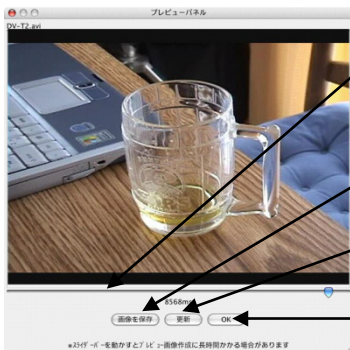 プレビューパネル
DV-T2.avi
8568ms
画像を保存 更新 OK
*スライダーバーを動かすとプレビュー画像作成に長時間かかる場合があります